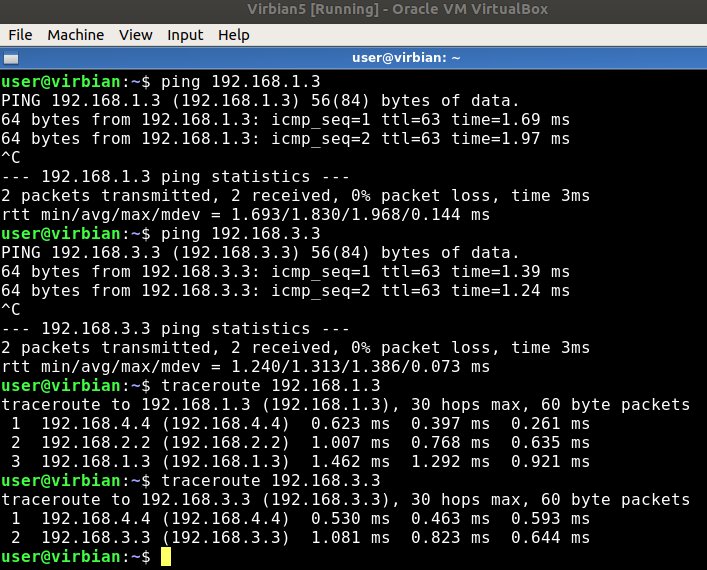 Virbian5 [Running] - Oracle VM VirtualBox
File Machine View Input Help
user@virbian: ~
user@virbian:~$ ping 192.168.1.3
PING 192.168.1.3 (192.168.1.3) 56(84) bytes of data.
64 bytes from 192.168.1.3: icmp_seq=1 ttl=63 time=1.69 ms
64 bytes from 192.168.1.3: icmp_seq=2 ttl=63 time=1.97 ms
^C
--- 192.168.1.3 ping statistics ---
2 packets transmitted, 2 received, 0% packet loss, time 3ms
rtt min/avg/max/mdev = 1.693/1.830/1.968/0.144 ms
user@virbian:~$ ping 192.168.3.3
PING 192.168.3.3 (192.168.3.3) 56(84) bytes of data.
64 bytes from 192.168.3.3: icmp_seq=1 ttl=63 time=1.39 ms
64 bytes from 192.168.3.3: icmp_seq=2 ttl=63 time=1.24 ms
^C
--- 192.168.3.3 ping statistics ---
2 packets transmitted, 2 received, 0% packet loss, time 3ms
rtt min/avg/max/mdev = 1.240/1.313/1.386/0.073 ms
user@virbian:~$ traceroute 192.168.1.3
traceroute to 192.168.1.3 (192.168.1.3), 30 hops max, 60 byte packets
 1  192.168.4.4 (192.168.4.4)  0.623 ms  0.397 ms  0.261 ms
 2  192.168.2.2 (192.168.2.2)  1.007 ms  0.768 ms  0.635 ms
 3  192.168.1.3 (192.168.1.3)  1.462 ms  1.292 ms  0.921 ms
user@virbian:~$ traceroute 192.168.3.3
traceroute to 192.168.3.3 (192.168.3.3), 30 hops max, 60 byte packets
 1  192.168.4.4 (192.168.4.4)  0.530 ms  0.463 ms  0.593 ms
 2  192.168.3.3 (192.168.3.3)  1.081 ms  0.823 ms  0.644 ms
user@virbian:~$